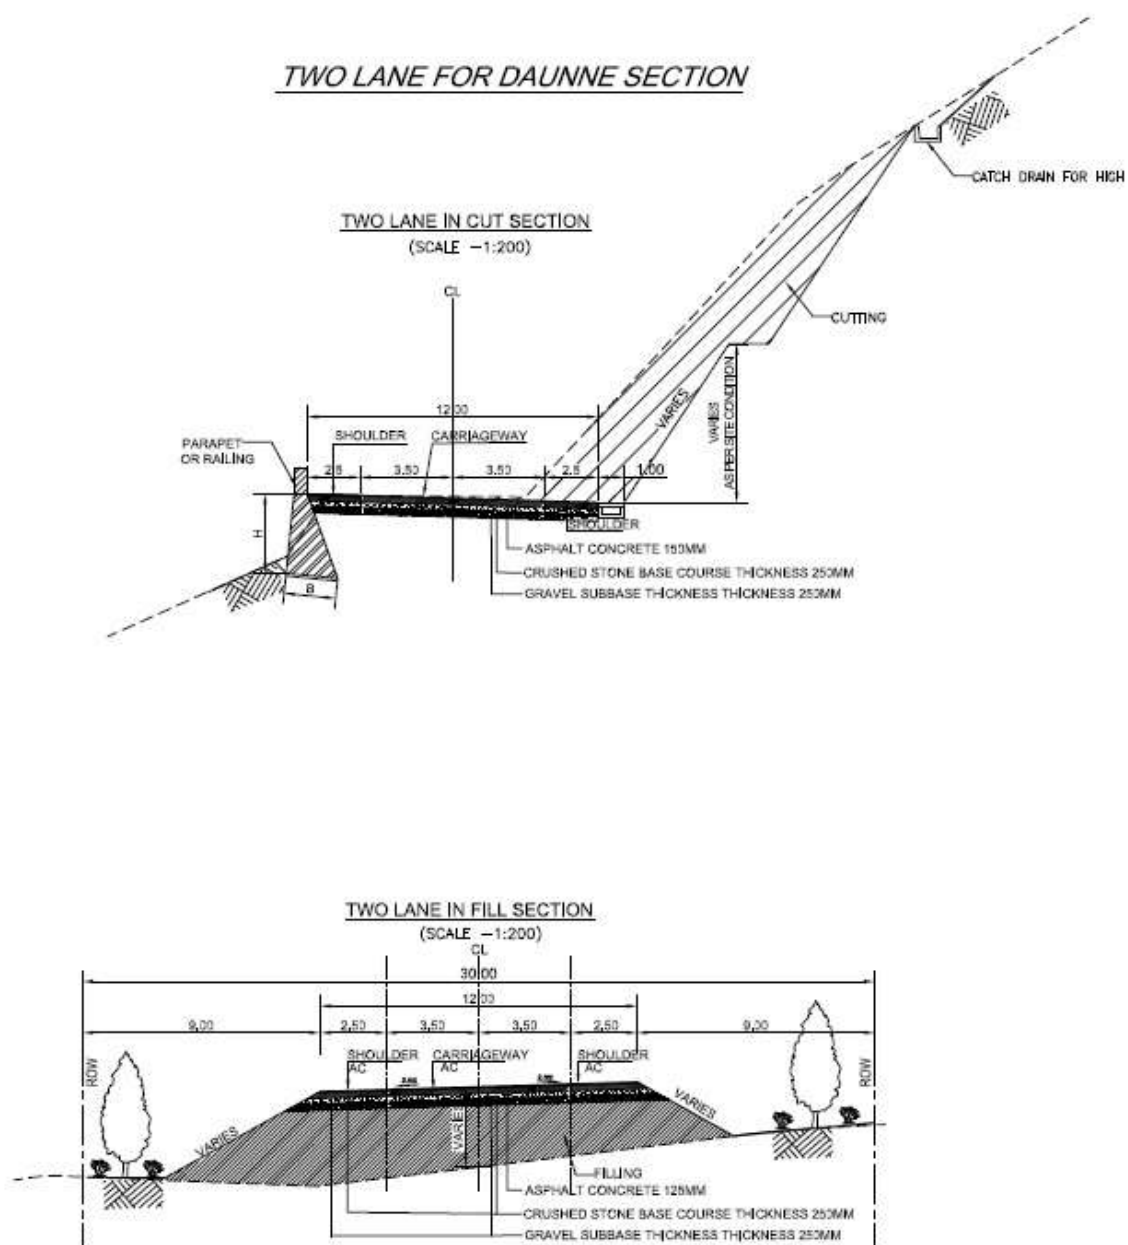 TWO LANE FOR DAUNNE SECTION
CATCH DRAIN FOR HIGH
TWO LANE IN CUT SECTION
(SCALE -1:200)
CL
CUTTING
VARIES
VARIES
AS PER SITE CONDITION
12.00
PARAPET
OR RAILING
SHOULDER
CARRIAGEWAY
2.5
3.50
3.50
2.5
1.00
H
B
SHOULDER
ASPHALT CONCRETE 150MM
CRUSHED STONE BASE COURSE THICKNESS 250MM
GRAVEL SUBBASE THICKNESS THICKNESS 250MM
TWO LANE IN FILL SECTION
(SCALE -1:200)
CL
30.00
12.00
9.00
2.50
3.50
3.50
2.50
9.00
ROW
SHOULDER
AC
CARRIAGEWAY
AC
SHOULDER
AC
ROW
VARIES
VARIES
VARIES
FILLING
ASPHALT CONCRETE 125MM
CRUSHED STONE BASE COURSE THICKNESS 250MM
GRAVEL SUBBASE THICKNESS THICKNESS 250MM